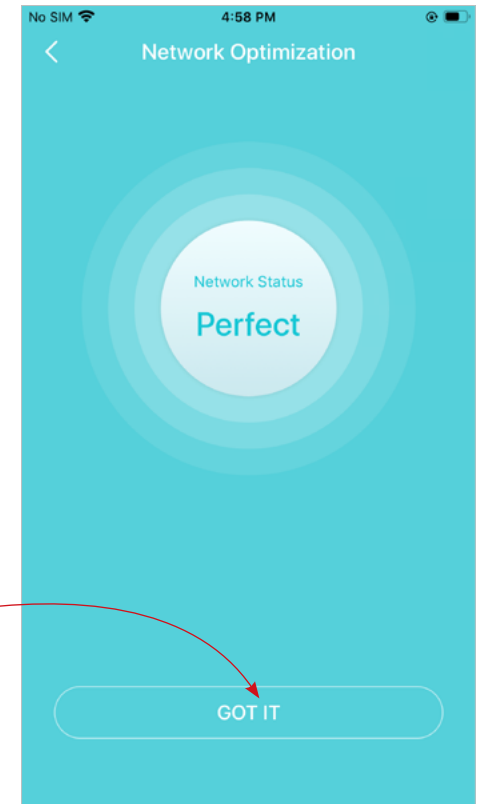 No SIM 4:58 PM
Network Optimization
Network Status
Perfect
GOT IT